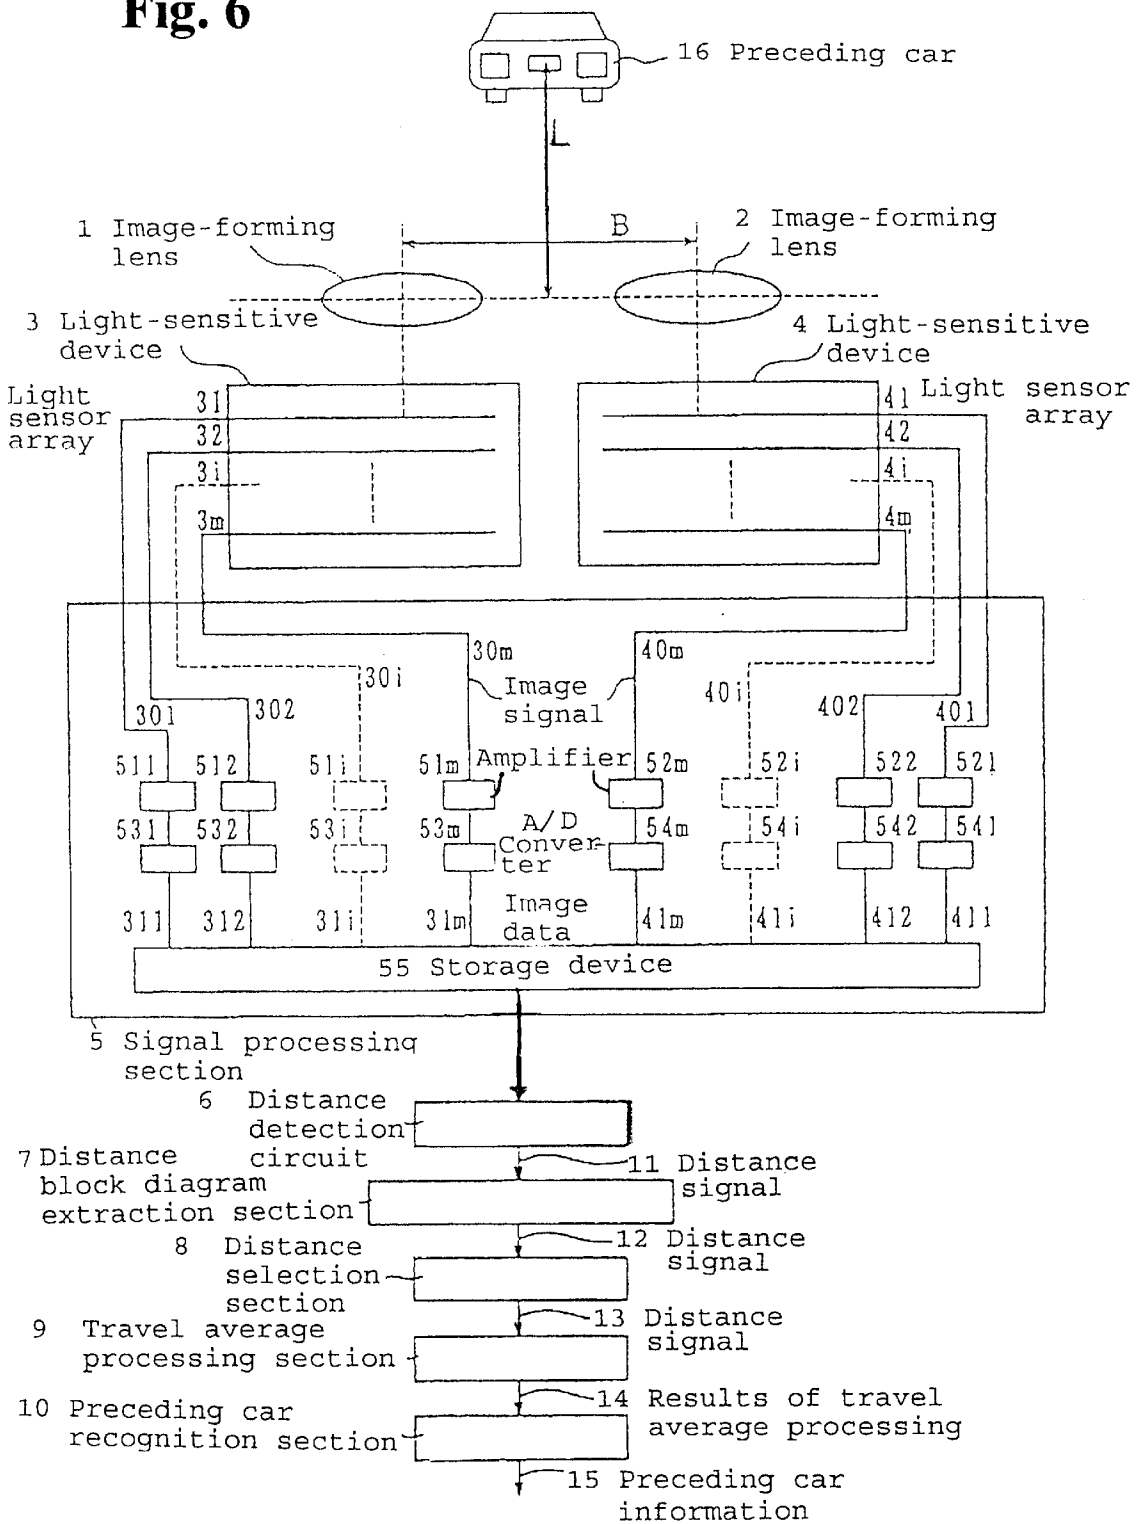 Fig. 6
16 Preceding car
L
B
1 Image-forming
lens
2 Image-forming
lens
3 Light-sensitive
device
4 Light-sensitive
device
Light
sensor
array
31
32
3i
3m
41
42
4i
4m
Light sensor
array
30m
40m
30i
40i
Image
signal
301
302
402
401
511
512
51i
51m
Amplifier
52m
52i
522
521
531
532
53i
53m
A/D
Conver-
ter
54m
54i
542
541
311
312
31i
31m
Image
data
41m
41i
412
411
55 Storage device
5 Signal processing
section
6 Distance
detection
circuit
11 Distance
signal
7 Distance
block diagram
extraction section
12 Distance
signal
8 Distance
selection
section
13 Distance
signal
9 Travel average
processing section
14 Results of travel
average processing
10 Preceding car
recognition section
15 Preceding car
information